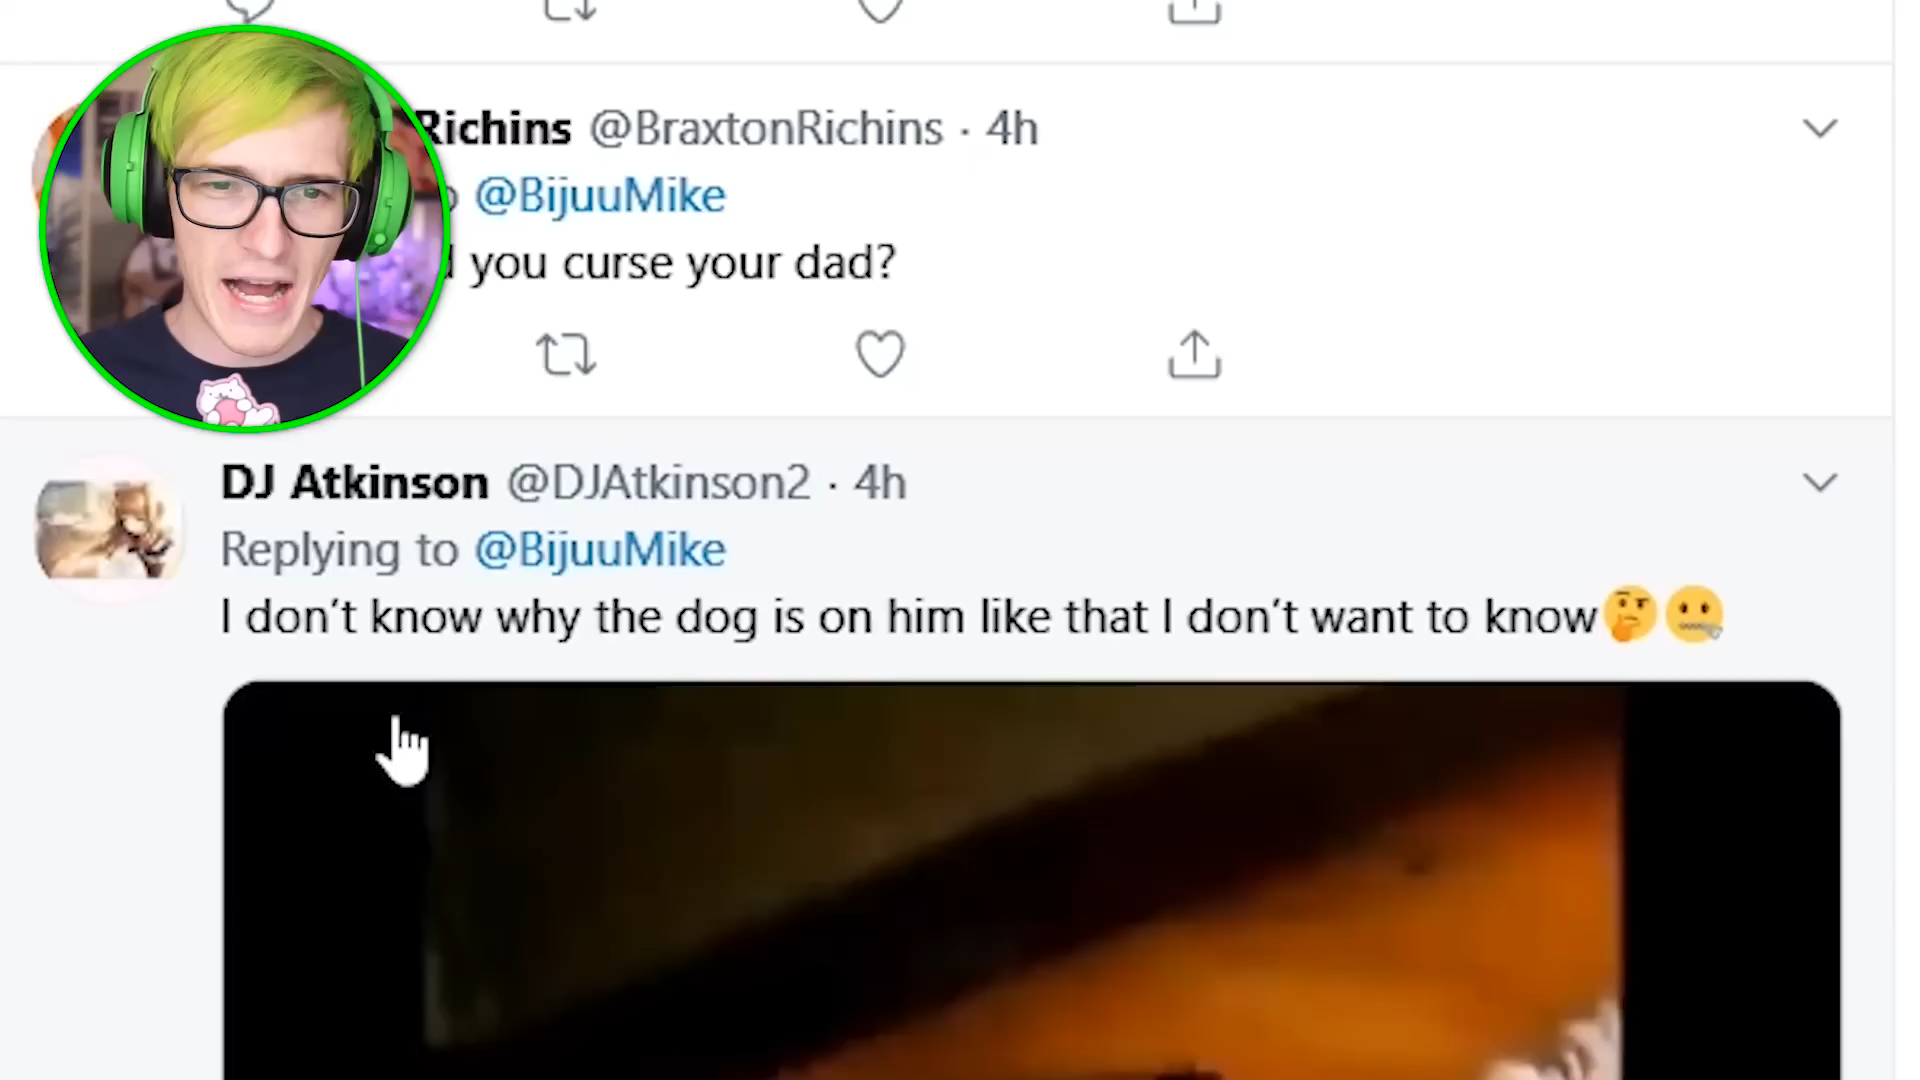 Richins @BraxtonRichins · 4h
@BijuuMike
you curse your dad?
DJ Atkinson @DJAtkinson2 · 4h
Replying to @BijuuMike
I don't know why the dog is on him like that I don't want to know🤔🤐